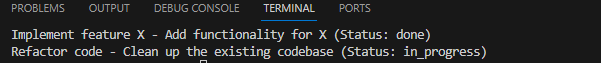 PROBLEMS OUTPUT DEBUG CONSOLE TERMINAL PORTS
Implement feature X - Add functionality for X (Status: done)
Refactor code - Clean up the existing codebase (Status: in_progress)